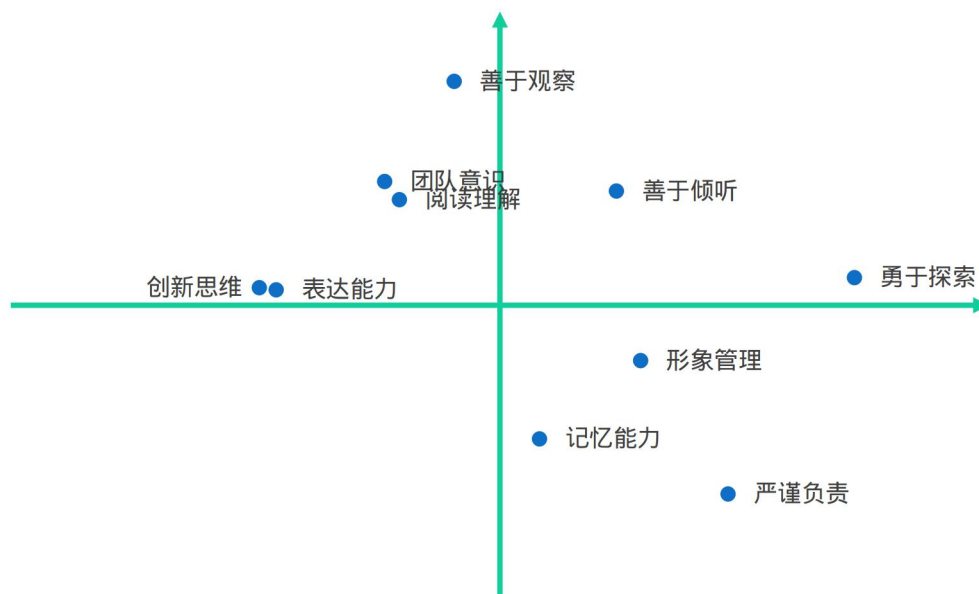 善于观察
团队意识
阅读理解
善于倾听
勇于探索
创新思维
表达能力
形象管理
记忆能力
严谨负责